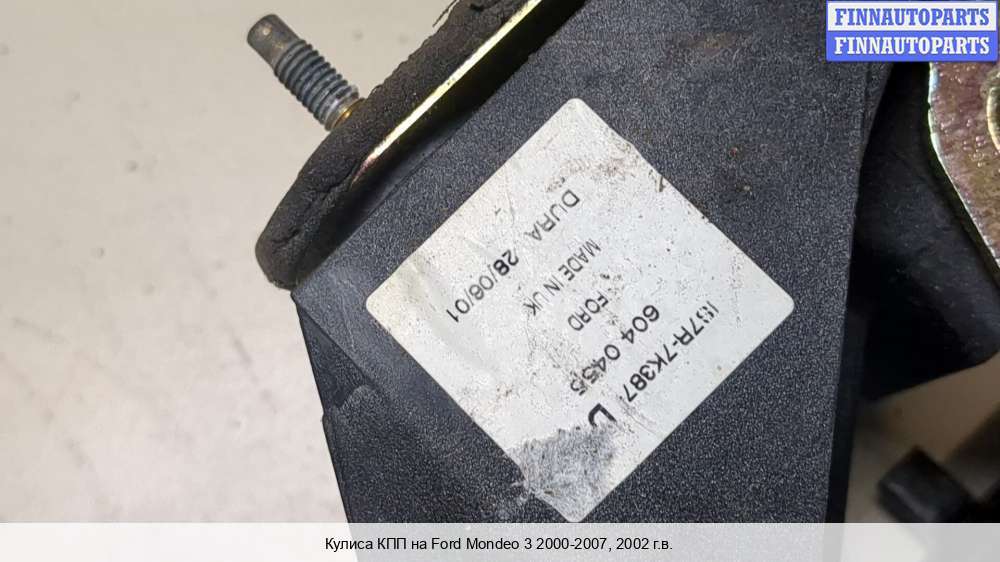 FINNAUTOPARTS
FINNAUTOPARTS
DURA 28/08/01
MADE IN UK
FORD
604 0455
7K387
D
Кулиса КПП на Ford Mondeo 3 2000-2007, 2002 г.в.